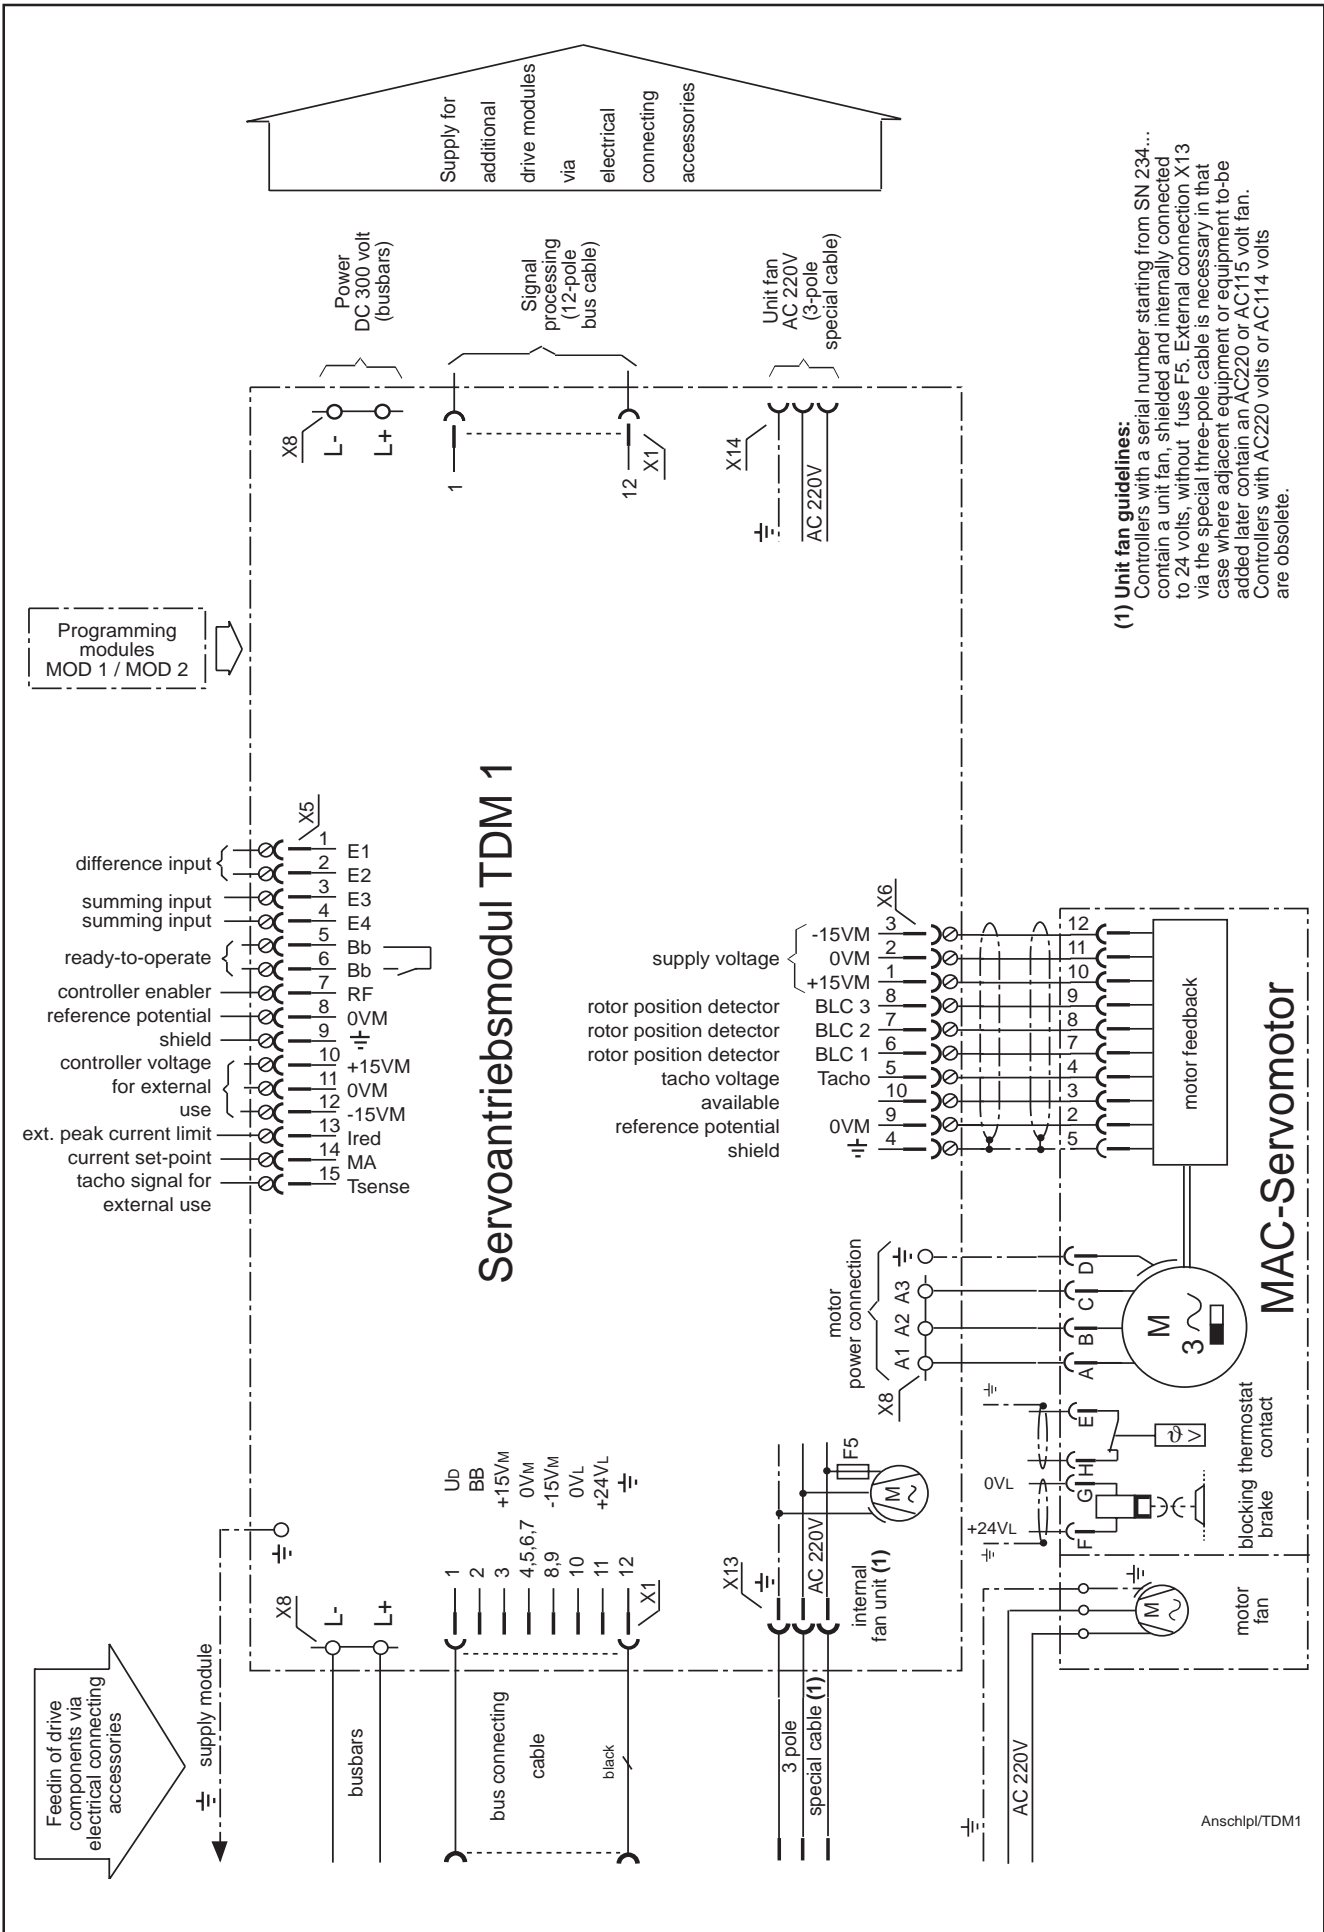 Supply for
additional
drive modules
via
electrical
connecting
accessories
Power
DC 300 volt
(busbars)
Signal
processing
(12-pole
bus cable)
Unit fan
AC 220V
(3-pole
special cable)
X8
L-
L+
1
12
X1
X14
AC 220V
(1) Unit fan guidelines:
Controllers with a serial number starting from SN 234...
contain a unit fan, shielded and internally connected
to 24 volts, without fuse F5. External connection X13
via the special three-pole cable is necessary in that
case where adjacent equipment or equipment to-be
added later contain an AC220 or AC115 volt fan.
Controllers with AC220 volts or AC114 volts
are obsolete.
Programming
modules
MOD 1 / MOD 2
Servoantriebsmodul TDM 1
X5
difference input
1 E1
2 E2
summing input 3 E3
summing input 4 E4
ready-to-operate
5 Bb
6 Bb
controller enabler 7 RF
reference potential 8 0VM
shield 9
controller voltage 10 +15VM
for external 11 0VM
use 12 -15VM
ext. peak current limit 13 Ired
current set-point 14 MA
tacho signal for 15 Tsense
external use
X6
supply voltage
-15VM 3 12
0VM 2 11
+15VM 1 10
rotor position detector BLC 3 8 9
rotor position detector BLC 2 7 8
rotor position detector BLC 1 6 7
tacho voltage Tacho 5 4
available 10 3
reference potential 0VM 9 2
shield 4 5
motor feedback
MAC-Servomotor
motor
power connection
X8
A1 A2 A3
A B C D
M
3
E
H
G
F
0VL
+24VL
ϑ >
blocking thermostat
brake contact
M
motor
fan
AC 220V
Feedin of drive
components via
electrical connecting
accessories
supply module
X8
L-
L+
busbars
1 UD
2 BB
3 +15VM
4,5,6,7 0VM
8,9 -15VM
10 0VL
11 +24VL
12
X1
bus connecting
cable
black
X13
AC 220V
F5
M
internal
fan unit (1)
3 pole
special cable (1)
Anschlpl/TDM1